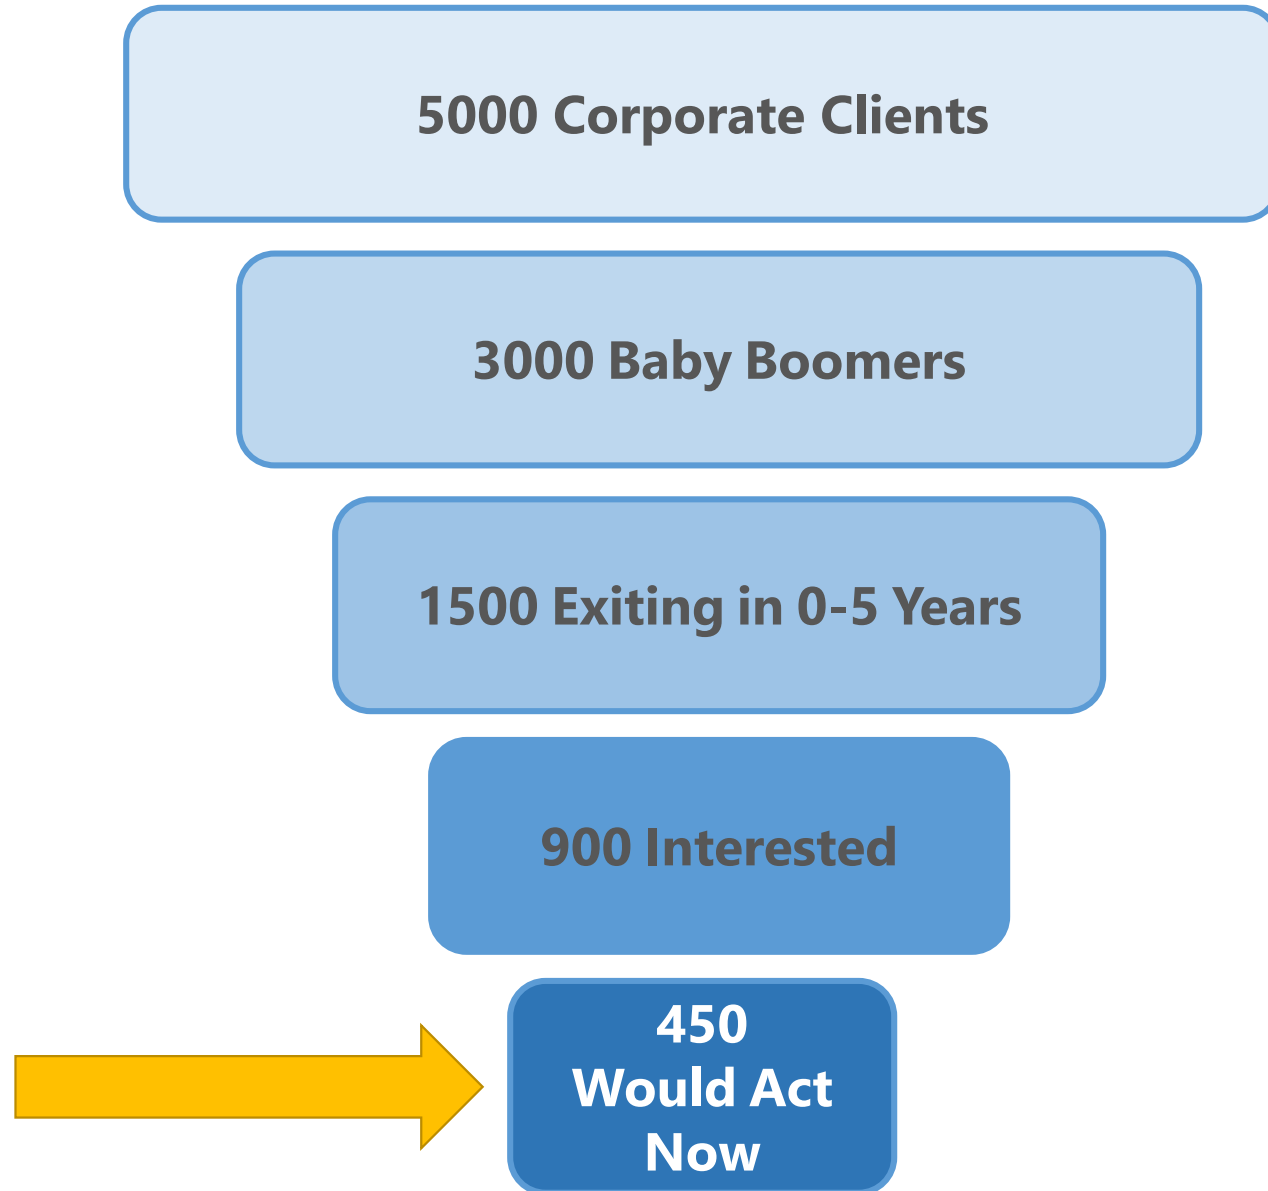 5000 Corporate Clients
3000 Baby Boomers
1500 Exiting in 0-5 Years
900 Interested
450
Would Act
Now